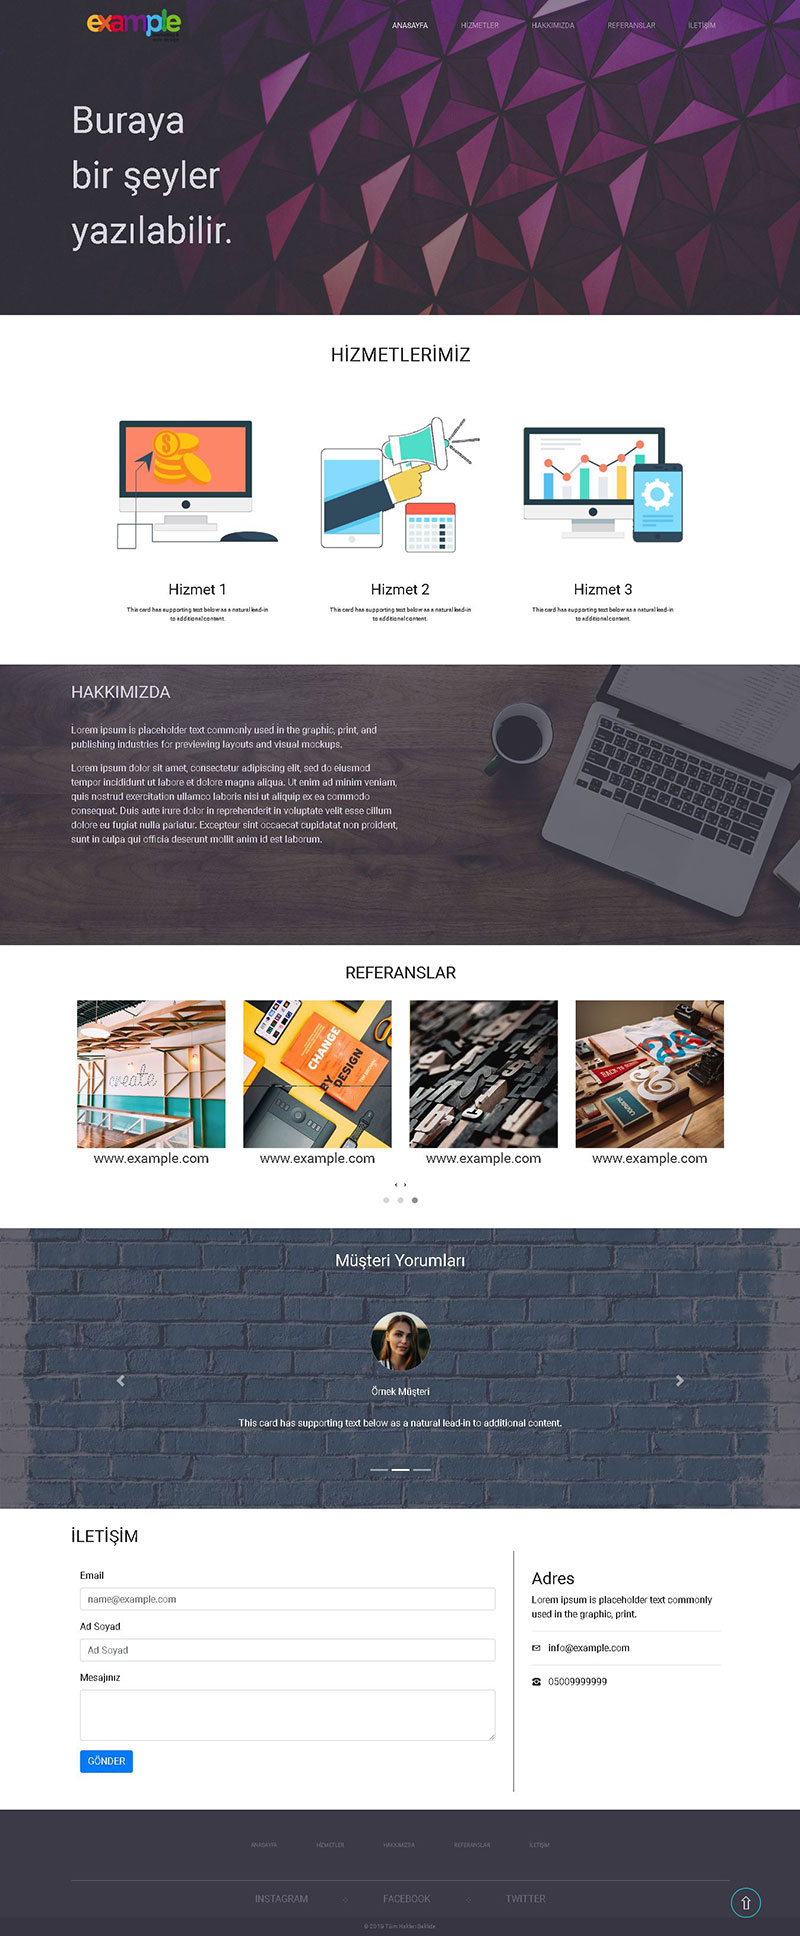 example
ANASAYFA HİZMETLER HAKKIMIZDA REFERANSLAR İLETİŞİM
Buraya
bir şeyler
yazılabilir.
HİZMETLERİMİZ
Hizmet 1
This card has supporting text below as a natural lead-in
to additional content.
Hizmet 2
This card has supporting text below as a natural lead-in
to additional content.
Hizmet 3
This card has supporting text below as a natural lead-in
to additional content.
HAKKIMIZDA
Lorem ipsum is placeholder text commonly used in the graphic, print, and
publishing industries for previewing layouts and visual mockups.
Lorem ipsum dolor sit amet, consectetur adipiscing elit, sed do eiusmod
tempor incididunt ut labore et dolore magna aliqua. Ut enim ad minim veniam,
quis nostrud exercitation ullamco laboris nisi ut aliquip ex ea commodo
consequat. Duis aute irure dolor in reprehenderit in voluptate velit esse cillum
dolore eu fugiat nulla pariatur. Excepteur sint occaecat cupidatat non proident,
sunt in culpa qui officia deserunt mollit anim id est laborum.
REFERANSLAR
create
CHANGE
BY
DESIGN
www.example.com
www.example.com
www.example.com
www.example.com
Müşteri Yorumları
Örnek Müşteri
This card has supporting text below as a natural lead-in to additional content.
İLETİŞİM
Email
name@example.com
Ad Soyad
Ad Soyad
Mesajınız
GÖNDER
Adres
Lorem ipsum is placeholder text commonly
used in the graphic, print.
info@example.com
05009999999
ANASAYFA HİZMETLER HAKKIMIZDA REFERANSLAR İLETİŞİM
INSTAGRAM FACEBOOK TWITTER
© 2019 Tüm Hakları Saklıdır.